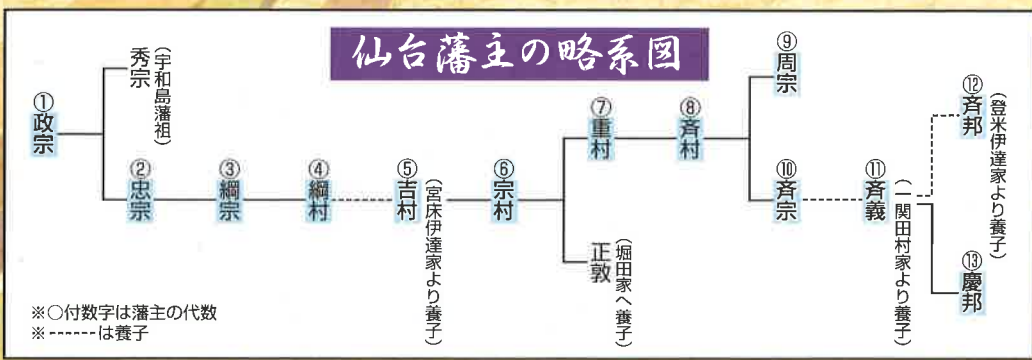 仙台藩主の略系図
①政宗
秀宗
(宇和島藩祖)
②忠宗
③綱宗
④綱村
⑤吉村
(宮床伊達家より養子)
⑥宗村
⑦重村
正敦
(堀田家へ養子)
⑧斉村
⑨周宗
⑩斉宗
⑪斉義
(一関田村家より養子)
⑫斉邦
(登米伊達家より養子)
⑬慶邦
※○付数字は藩主の代数
※------は養子